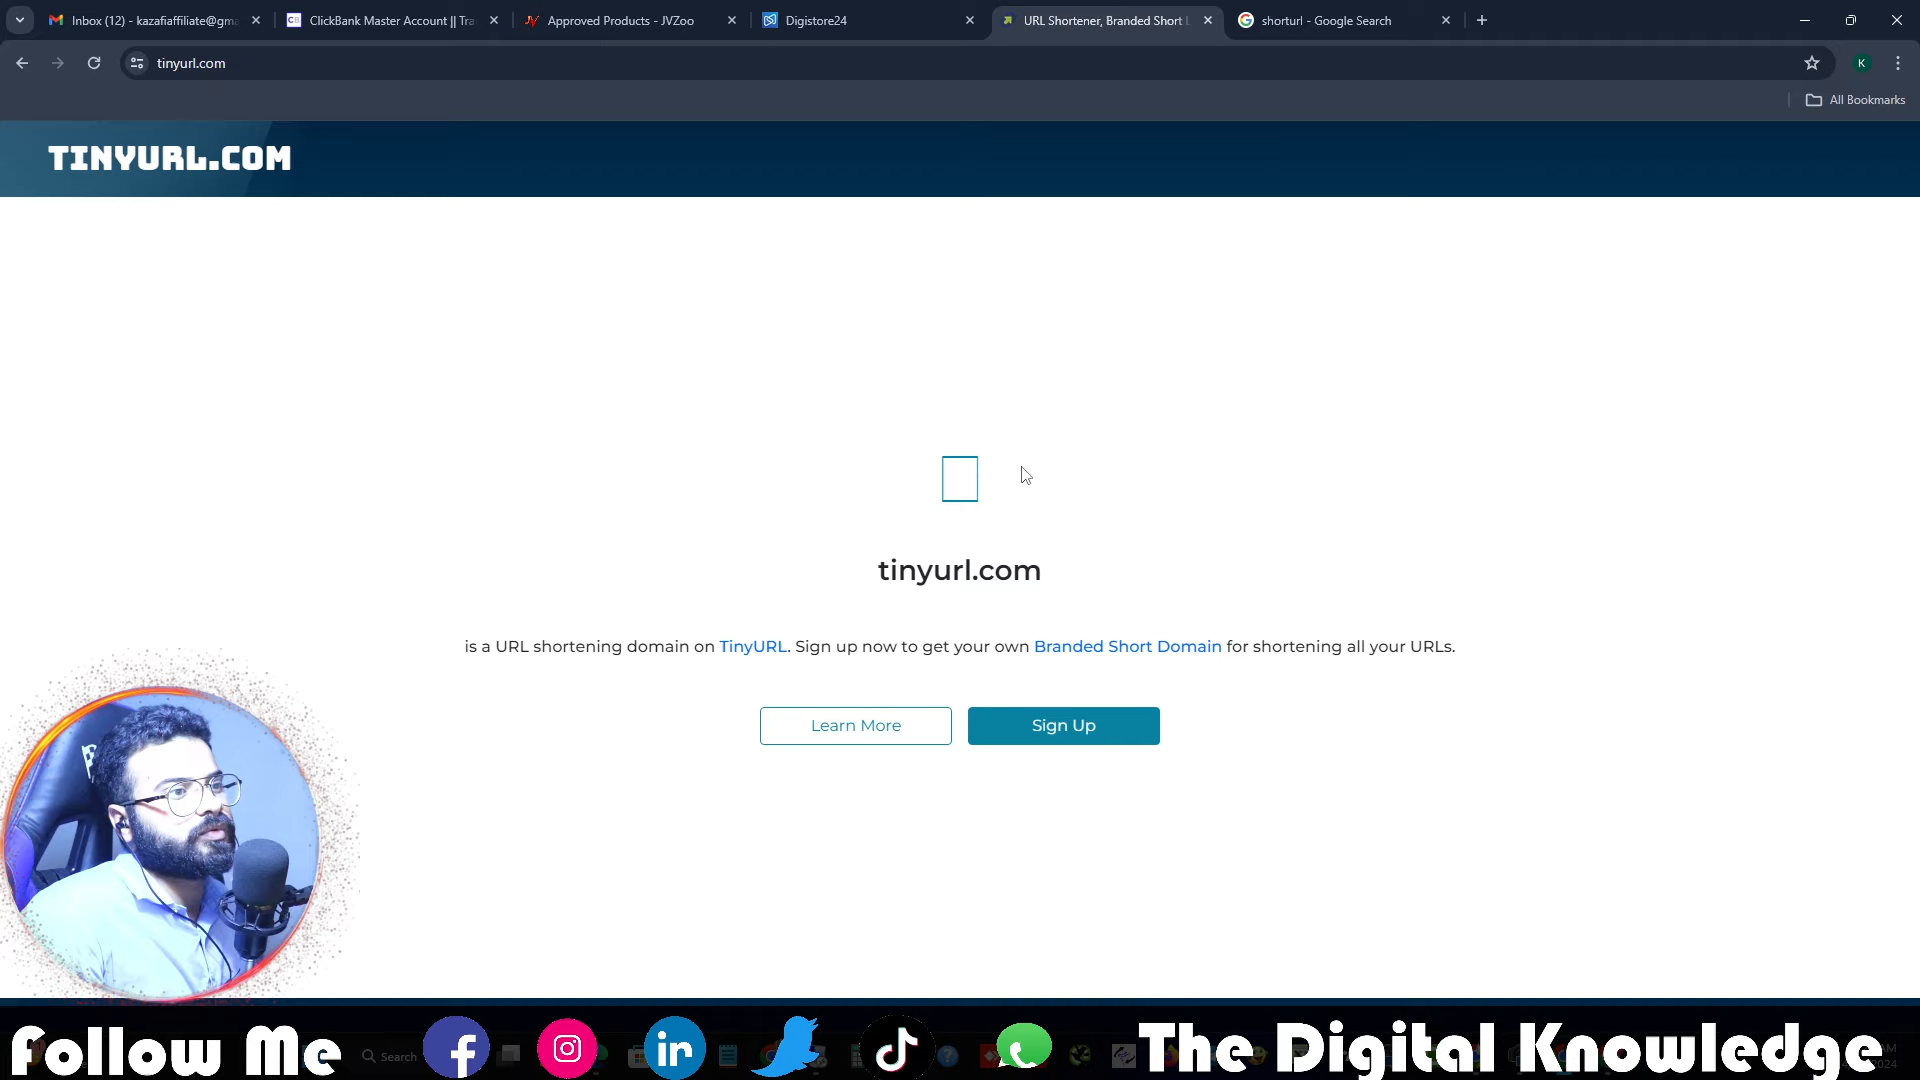 Inbox (12) - kazafiaffiliate@gma
ClickBank Master Account || Tra
Approved Products - JVZoo
Digistore24
URL Shortener, Branded Short L
shorturl - Google Search
tinyurl.com
K
All Bookmarks
TINYURL.COM
tinyurl.com
is a URL shortening domain on TinyURL. Sign up now to get your own Branded Short Domain for shortening all your URLs.
Learn More
Sign Up
Follow Me
Search
The Digital Knowledge